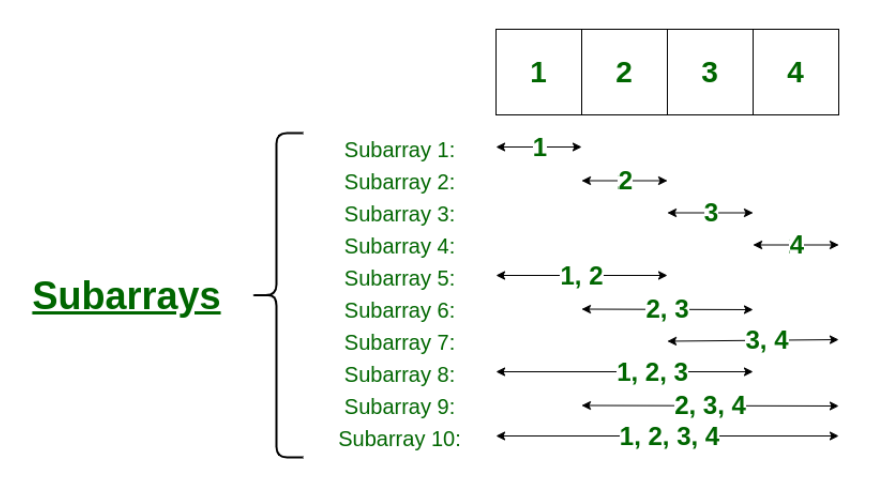 1 2 3 4
Subarray 1: 1
Subarray 2: 2
Subarray 3: 3
Subarray 4: 4
Subarrays
Subarray 5: 1, 2
Subarray 6: 2, 3
Subarray 7: 3, 4
Subarray 8: 1, 2, 3
Subarray 9: 2, 3, 4
Subarray 10: 1, 2, 3, 4